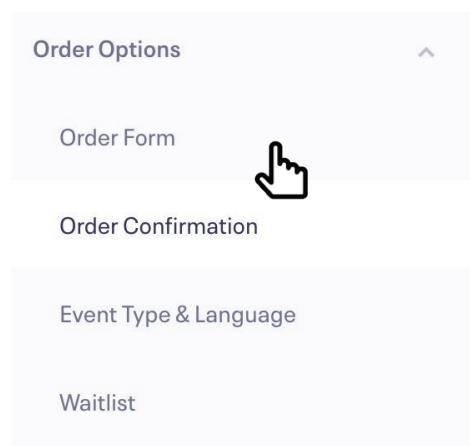 Order Options
Order Form
Order Confirmation
Event Type & Language
Waitlist